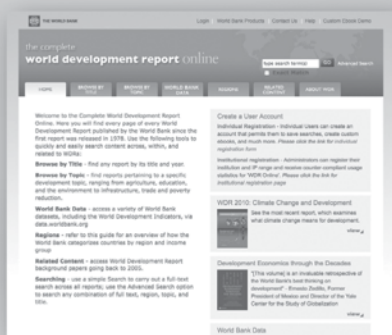 THE WORLD BANK
Login | World Bank Products | Contact Us | Help | Custom Ebook Demo
the complete
world development report online
type search term(s)
GO
Advanced Search
HOME
BROWSE BY TITLE
BROWSE BY TOPIC
WORLD BANK DATA
REGIONS
RELATED CONTENT
ABOUT WDR
Welcome to the Complete World Development Report
Online. Here you will find every page of every World
Development Report published by the World Bank since the
first report was released in 1978. Use the following tools to
quickly and easily search content across, within, and
related to WDRs:
Browse by Title - find any report by its title and year.
Browse by Topic - find reports pertaining to a specific
development topic, ranging from agriculture, education,
and the environment to infrastructure, trade and poverty
reduction.
World Bank Data - access a variety of World Bank
datasets, including the World Development Indicators, via
data.worldbank.org
Regions - refer to this guide for an overview of how the
World Bank categorizes countries by region and income
group
Related Content - access World Development Report
background papers going back to 2005.
Searching - use a simple Search to carry out a full-text
search across all reports; use the Advanced Search option
to search any combination of full text, region, topic, and
title.
Create a User Account
Individual Registration - Individual Users can create an
account that permits them to save searches, create custom
ebooks, and much more. Please click the link for individual
registration form
Institutional registration - Administrators can register their
institution and IP range and receive counter-compliant usage
statistics for 'WDR Online'. Please click the link for
institutional registration page
WDR 2010: Climate Change and Development
See the most recent report, which examines
what climate change means for development.
view
Development Economics through the Decades
"[This volume] is an invaluable retrospective of
the World Bank's best thinking on
development" - Ernesto Zedillo, Former
President of Mexico and Director of the Yale
Center for the Study of Globalization
view
World Bank Data